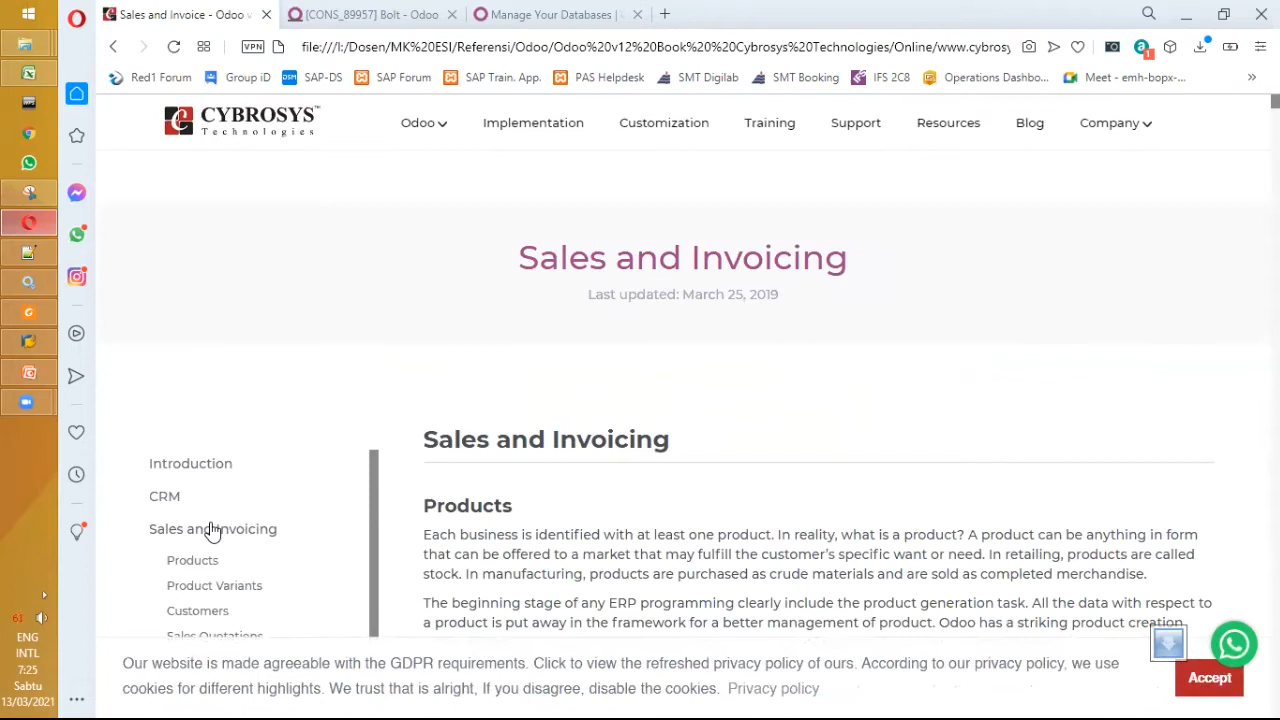 Sales and Invoice - Odoo v
[CONS_89957] Bolt - Odoo
Manage Your Databases |
VPN
file:///I:/Dosen/MK%20ESI/Referensi/Odoo/Odoo%20v12%20Book%20%20Cybrosys%20Technologies/Online/www.cybrosy
Red1 Forum
Group iD
SAP-DS
SAP Forum
SAP Train. App.
PAS Helpdesk
SMT Digilab
SMT Booking
IFS 2C8
Operations Dashbo...
Meet - emh-bopx-...
CYBROSYS™
Technologies
Odoo
Implementation
Customization
Training
Support
Resources
Blog
Company
Sales and Invoicing
Last updated: March 25, 2019
Introduction
CRM
Sales and Invoicing
Products
Product Variants
Customers
Sales Quotations
Sales and Invoicing
Products
Each business is identified with at least one product. In reality, what is a product? A product can be anything in form
that can be offered to a market that may fulfill the customer's specific want or need. In retailing, products are called
stock. In manufacturing, products are purchased as crude materials and are sold as completed merchandise.
The beginning stage of any ERP programming clearly include the product generation task. All the data with respect to
a product is put away in the framework for a better management of product. Odoo has a striking product creation
Our website is made agreeable with the GDPR requirements. Click to view the refreshed privacy policy of ours. According to our privacy policy, we use
cookies for different highlights. We trust that is alright, If you disagree, disable the cookies. Privacy policy
Accept
61
ENG
INTL
7:25
Sabtu
13/03/2021